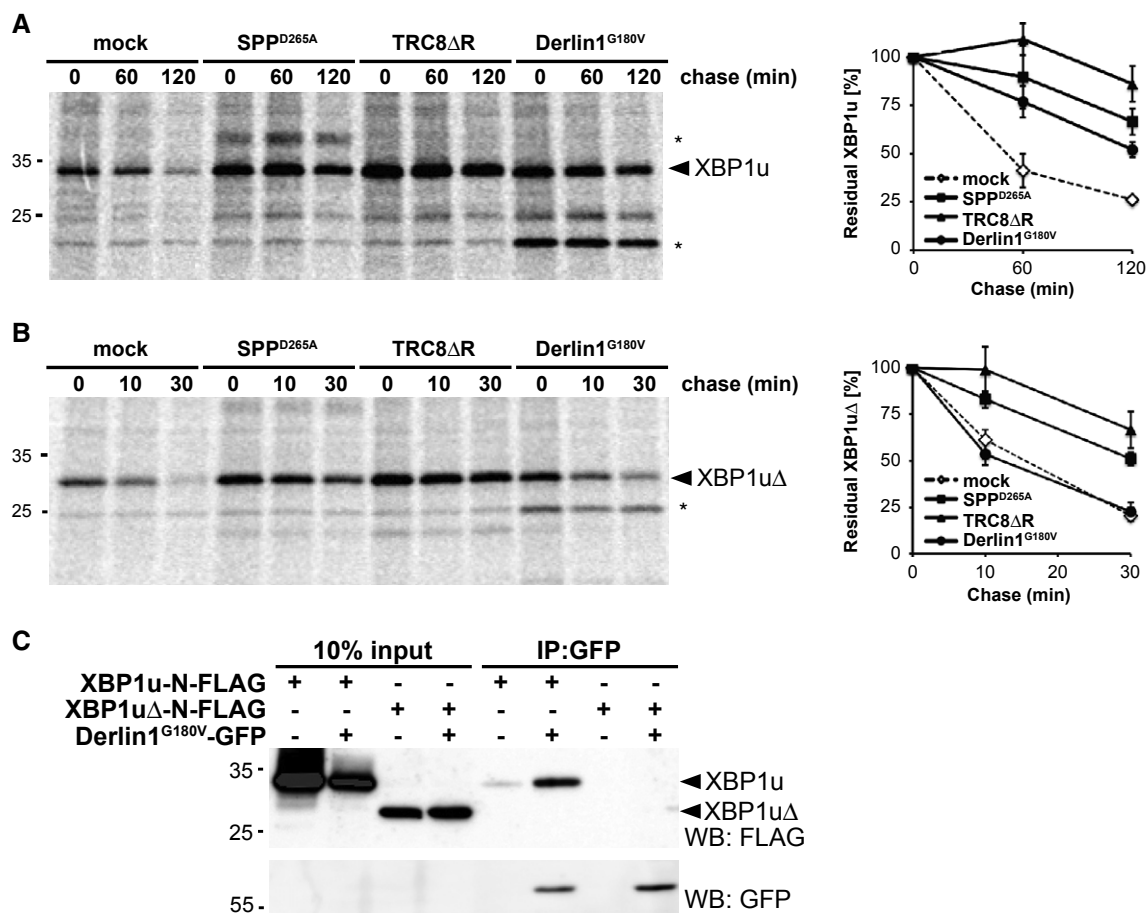 A
mock SPPD265A TRC8ΔR Derlin1G180V
0 60 120 0 60 120 0 60 120 0 60 120 chase (min)
35 -
25 -
*
XBP1u
*
Residual XBP1u [%]
100
75
50
25
0
mock
SPPD265A
TRC8ΔR
Derlin1G180V
0 60 120
Chase (min)
B
mock SPPD265A TRC8ΔR Derlin1G180V
0 10 30 0 10 30 0 10 30 0 10 30 chase (min)
35 -
25 -
XBP1uΔ
*
Residual XBP1uΔ [%]
100
75
50
25
0
mock
SPPD265A
TRC8ΔR
Derlin1G180V
0 10 20 30
Chase (min)
C
10% input IP:GFP
XBP1u-N-FLAG + + - - + + - -
XBP1uΔ-N-FLAG - - + + - - + +
Derlin1G180V-GFP - + - + - + - +
35 -
25 -
XBP1u
XBP1uΔ
WB: FLAG
55 -
WB: GFP